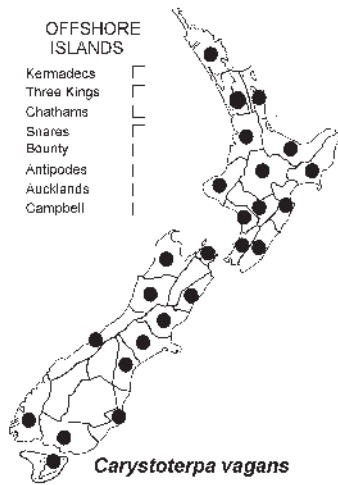 OFFSHORE
ISLANDS
Kermadecs
Three Kings
Chathams
Snares
Bounty
Antipodes
Aucklands
Campbell
Carystoterpa vagans